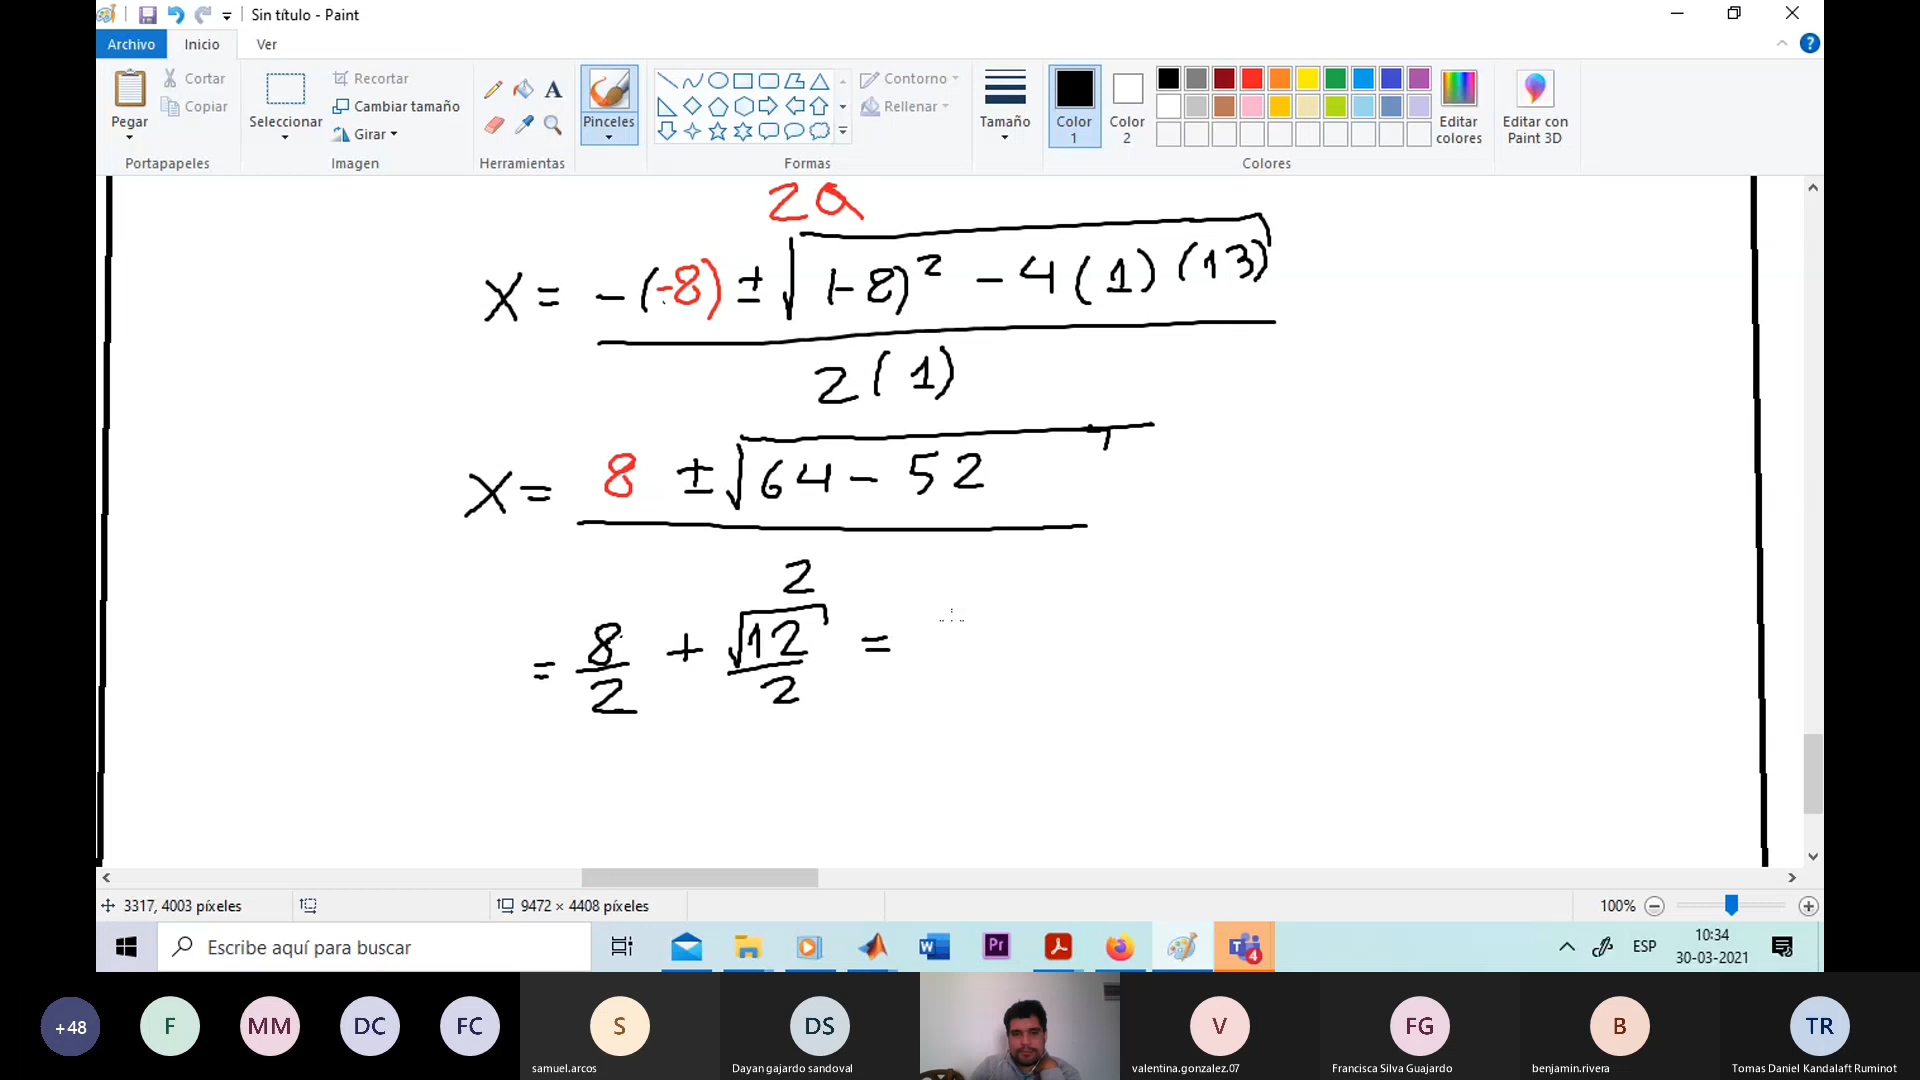 Sin título - Paint
Archivo Inicio Ver
Pegar
Cortar
Copiar
Portapapeles
Seleccionar
Recortar
Cambiar tamaño
Girar
Imagen
A
Herramientas
Pinceles
Contorno
Rellenar
Formas
Tamaño
Color 1
Color 2
Editar colores
Colores
Editar con Paint 3D
2a
X = -(-8) ± √(-8)² - 4(1)(13)
2(1)
X = 8 ± √64 - 52
2
= 8/2 + √12/2 =
3317, 4003 píxeles
9472 × 4408 píxeles
100%
Escribe aquí para buscar
Pr
4
ESP
10:34
30-03-2021
+48 F MM DC FC S DS V FG B TR
samuel.arcos Dayan gajardo sandoval valentina.gonzalez.07 Francisca Silva Guajardo benjamin.rivera Tomas Daniel Kandalaft Ruminot